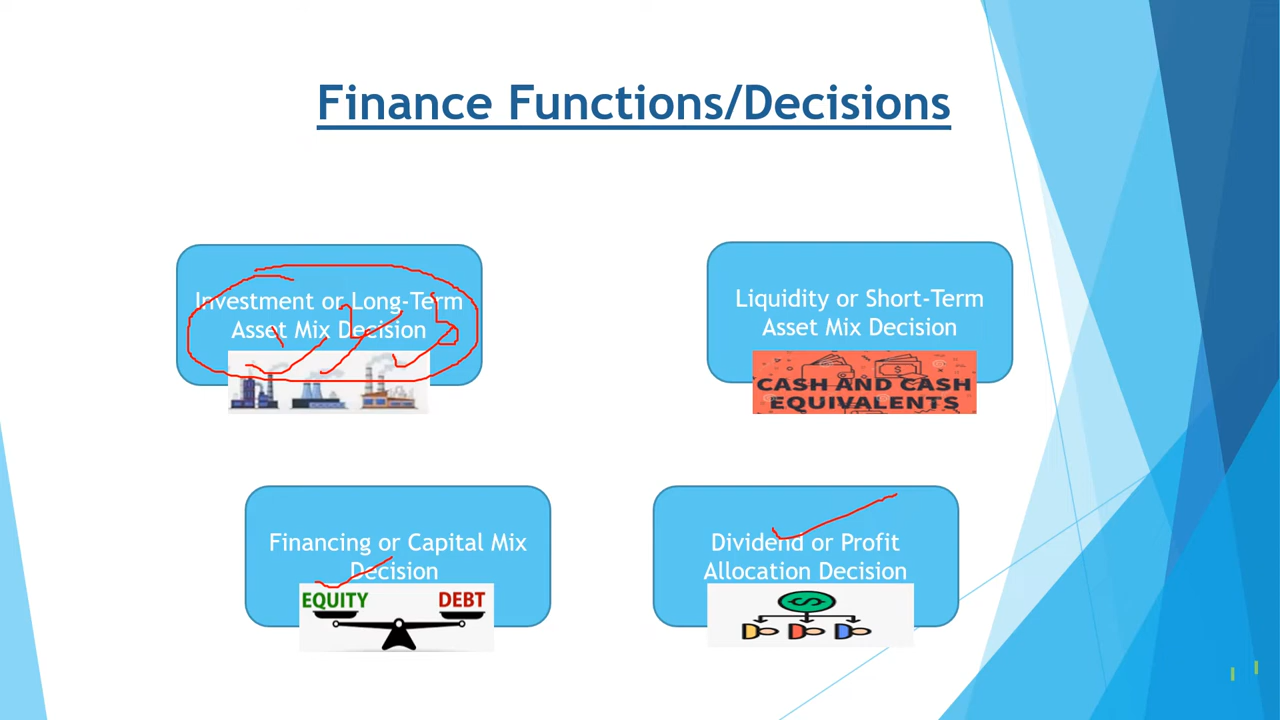 Finance Functions/Decisions
Investment or Long-Term
Asset Mix Decision
Liquidity or Short-Term
Asset Mix Decision
CASH AND CASH
EQUIVALENTS
Financing or Capital Mix
Decision
EQUITY DEBT
Dividend or Profit
Allocation Decision